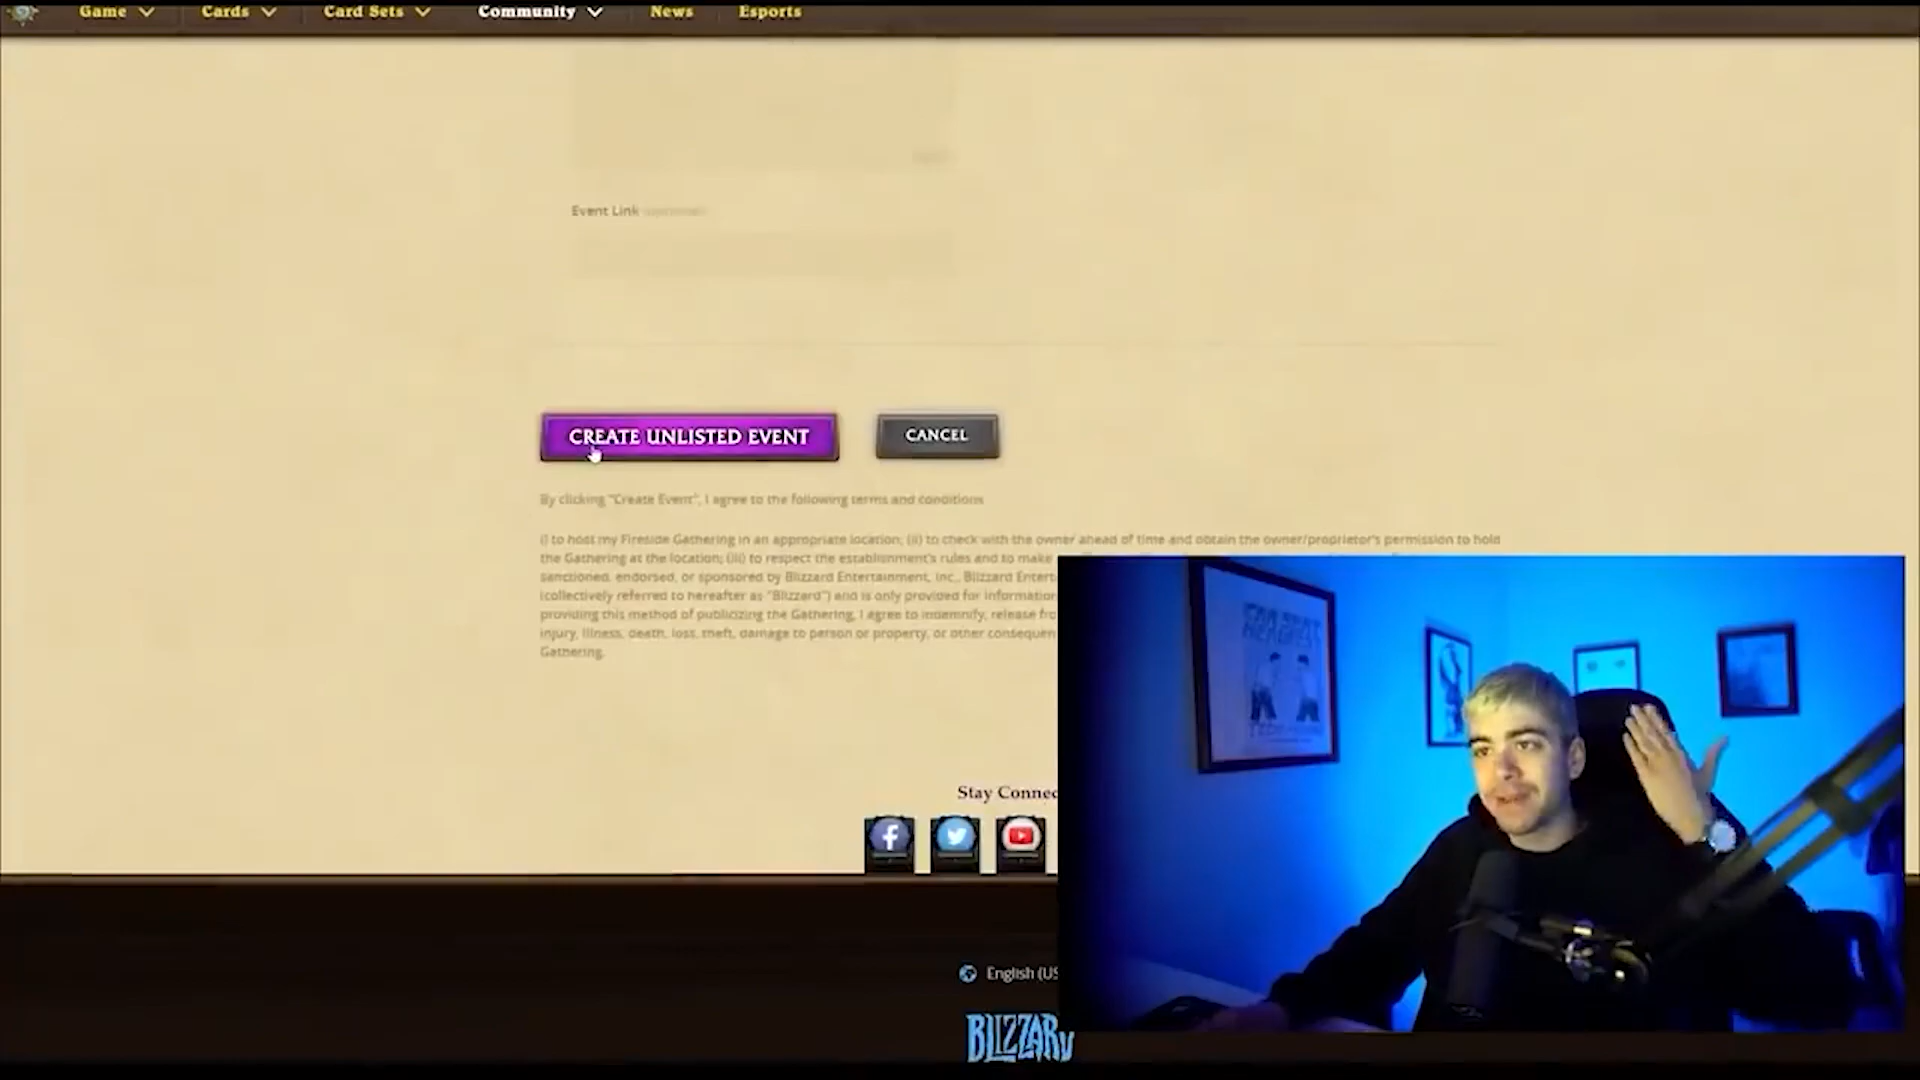 Game
Cards
Card Sets
Community
News
Esports
Event Link (optional)
CREATE UNLISTED EVENT
CANCEL
By clicking "Create Event", I agree to the following terms and conditions
(i) to host my Fireside Gathering in an appropriate location; (ii) to check with the owner ahead of time and obtain the owner/proprietor's permission to hold
the Gathering at the location; (iii) to respect the establishment's rules and to make
sanctioned, endorsed, or sponsored by Blizzard Entertainment, Inc., Blizzard Entert
(collectively referred to hereafter as "Blizzard") and is only provided for information
providing this method of publicizing the Gathering, I agree to indemnify, release fro
injury, illness, death, loss, theft, damage to person or property, or other consequen
Gathering.
Stay Connec
English (US
BLIZZARD